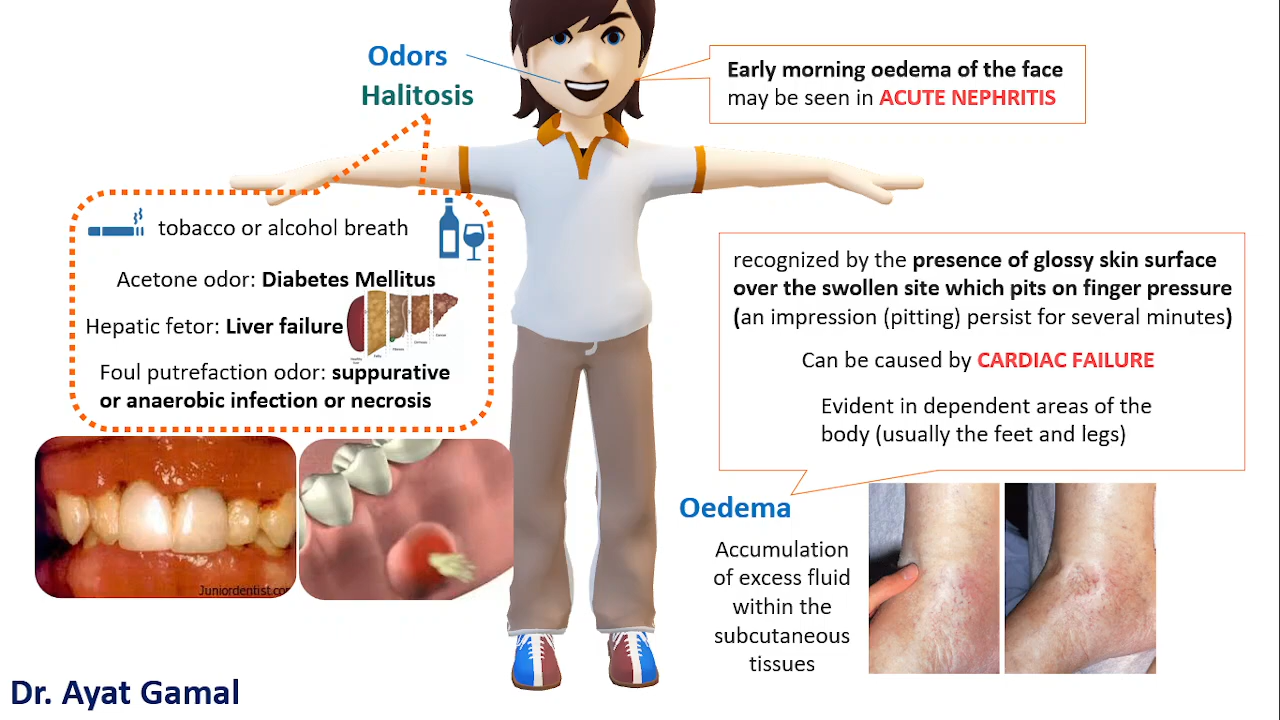 Odors
Halitosis
Early morning oedema of the face
may be seen in ACUTE NEPHRITIS
tobacco or alcohol breath
Acetone odor: Diabetes Mellitus
Hepatic fetor: Liver failure
Foul putrefaction odor: suppurative
or anaerobic infection or necrosis
Juniordentist.co
recognized by the presence of glossy skin surface
over the swollen site which pits on finger pressure
(an impression (pitting) persist for several minutes)
Can be caused by CARDIAC FAILURE
Evident in dependent areas of the
body (usually the feet and legs)
Oedema
Accumulation
of excess fluid
within the
subcutaneous
tissues
Dr. Ayat Gamal